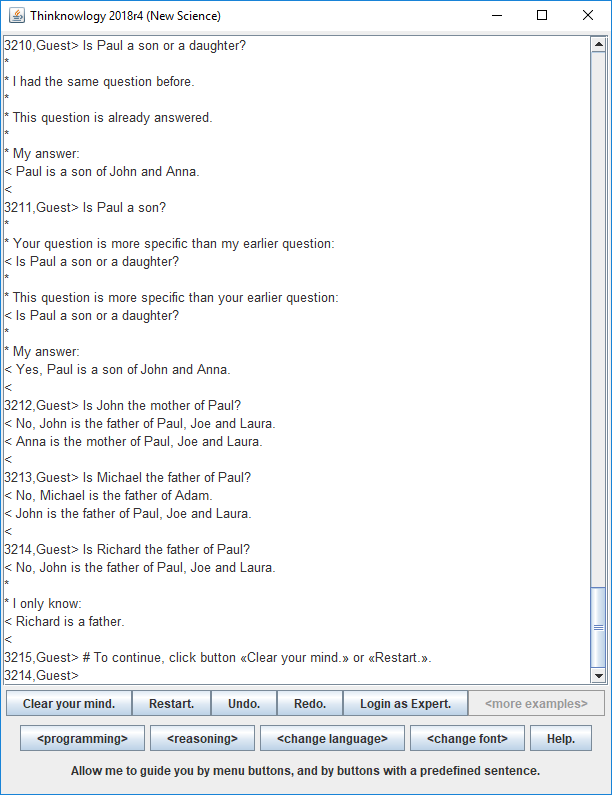 Thinknowlogy 2018r4 (New Science)
3210,Guest> Is Paul a son or a daughter?
*
* I had the same question before.
*
* This question is already answered.
*
* My answer:
< Paul is a son of John and Anna.
<
3211,Guest> Is Paul a son?
*
* Your question is more specific than my earlier question:
< Is Paul a son or a daughter?
*
* This question is more specific than your earlier question:
< Is Paul a son or a daughter?
*
* My answer:
< Yes, Paul is a son of John and Anna.
<
3212,Guest> Is John the mother of Paul?
< No, John is the father of Paul, Joe and Laura.
< Anna is the mother of Paul, Joe and Laura.
<
3213,Guest> Is Michael the father of Paul?
< No, Michael is the father of Adam.
< John is the father of Paul, Joe and Laura.
<
3214,Guest> Is Richard the father of Paul?
< No, John is the father of Paul, Joe and Laura.
*
* I only know:
< Richard is a father.
<
3215,Guest> # To continue, click button «Clear your mind.» or «Restart.».
3214,Guest>
Clear your mind. Restart. Undo. Redo. Login as Expert. <more examples>
<programming> <reasoning> <change language> <change font> Help.
Allow me to guide you by menu buttons, and by buttons with a predefined sentence.